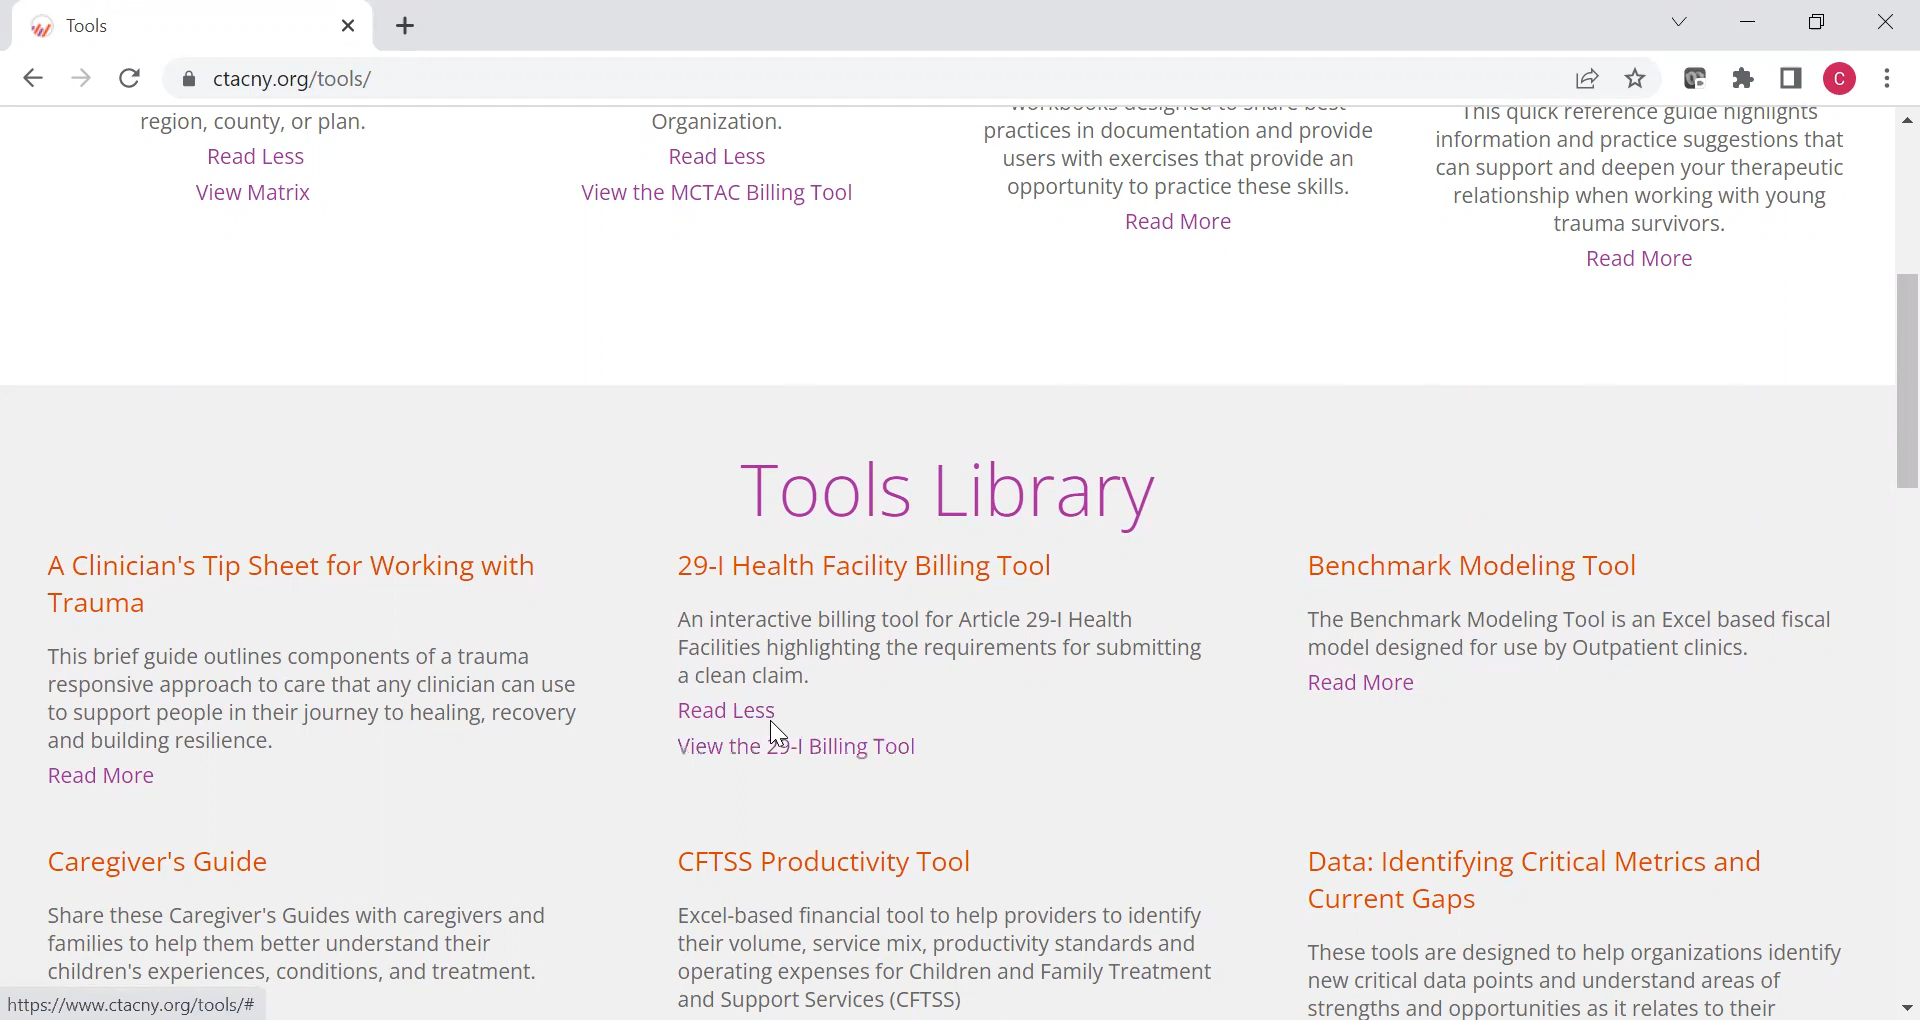 Tools
ctacny.org/tools/
region, county, or plan.
Read Less
View Matrix
Organization.
Read Less
View the MCTAC Billing Tool
workbooks designed to share best
practices in documentation and provide
users with exercises that provide an
opportunity to practice these skills.
Read More
This quick reference guide highlights
information and practice suggestions that
can support and deepen your therapeutic
relationship when working with young
trauma survivors.
Read More
Tools Library
A Clinician's Tip Sheet for Working with
Trauma
This brief guide outlines components of a trauma
responsive approach to care that any clinician can use
to support people in their journey to healing, recovery
and building resilience.
Read More
29-I Health Facility Billing Tool
An interactive billing tool for Article 29-I Health
Facilities highlighting the requirements for submitting
a clean claim.
Read Less
View the 29-I Billing Tool
Benchmark Modeling Tool
The Benchmark Modeling Tool is an Excel based fiscal
model designed for use by Outpatient clinics.
Read More
Caregiver's Guide
Share these Caregiver's Guides with caregivers and
families to help them better understand their
children's experiences, conditions, and treatment.
CFTSS Productivity Tool
Excel-based financial tool to help providers to identify
their volume, service mix, productivity standards and
operating expenses for Children and Family Treatment
and Support Services (CFTSS)
Data: Identifying Critical Metrics and
Current Gaps
These tools are designed to help organizations identify
new critical data points and understand areas of
strengths and opportunities as it relates to their
https://www.ctacny.org/tools/#
C